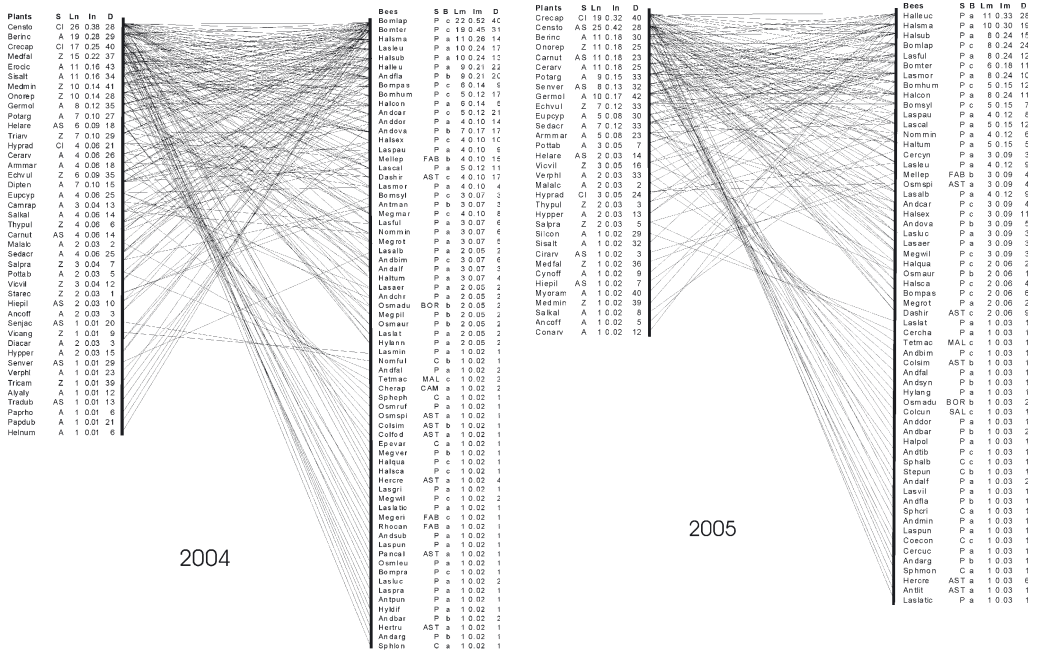 Plants S Ln In D
Censto CI 26 0.38 28
Berinc A 19 0.28 29
Crecap CI 17 0.25 40
Medfal Z 15 0.22 37
Erocic A 11 0.16 43
Sisalt A 11 0.16 34
Medmin Z 10 0.14 41
Onorep Z 10 0.14 28
Germol A 8 0.12 35
Potarg A 7 0.10 27
Helare AS 6 0.09 18
Triarv Z 7 0.10 29
Hyprad CI 4 0.06 21
Cerarv A 4 0.06 26
Ammar A 4 0.06 18
Echvul Z 6 0.09 35
Dipten A 7 0.10 15
Eupcyp A 4 0.06 25
Camrap A 3 0.04 13
Salkal A 4 0.06 14
Thypul Z 4 0.06 6
Carnut AS 4 0.06 14
Malalc A 2 0.03 2
Sedacr A 4 0.06 25
Salpra Z 3 0.04 7
Pottab A 2 0.03 5
Vicvil Z 3 0.04 12
Starec Z 2 0.03 1
Hiepil AS 2 0.03 10
Ancoff A 2 0.03 3
Senjac AS 1 0.01 20
Vicang Z 1 0.01 9
Diacar A 2 0.03 3
Hypper A 2 0.03 15
Senver AS 1 0.01 29
Verphl A 1 0.01 23
Tricam Z 1 0.01 39
Alyaly A 1 0.01 12
Tradub AS 1 0.01 13
Paprho A 1 0.01 6
Papdub A 1 0.01 21
Helnum A 1 0.01 6
2004
Bees S B Lm Im D
Bomlap P c 22 0.52 40
Bomter P c 19 0.45 31
Halsma P a 11 0.26 14
Lasleu P a 10 0.24 17
Halsub P a 10 0.24 13
Halleu P a 9 0.21 22
Andfla P b 9 0.21 20
Bompas P c 6 0.14 9
Bomhum P c 5 0.12 17
Halcon P a 6 0.14 5
Andcar P c 5 0.12 21
Anddor P a 4 0.10 14
Andova P b 7 0.17 17
Halsex P c 4 0.10 10
Laspau P a 4 0.10 9
Mellep FAB b 4 0.10 15
Lascal P a 5 0.12 11
Dashir AST c 4 0.10 17
Lasmor P a 4 0.10 4
Bomsyl P c 3 0.07 3
Antman P b 3 0.07 3
Megmar P c 4 0.10 8
Lasful P a 3 0.07 6
Nommin P a 3 0.07 6
Megrot P a 3 0.07 5
Lasalb P a 2 0.05 2
Andbim P c 3 0.07 6
Andalf P a 3 0.07 3
Haltum P a 3 0.07 4
Lasaer P a 2 0.05 2
Andchr P a 2 0.05 2
Osmadu BOR b 2 0.05 2
Megpil P b 2 0.05 2
Osmaur P b 2 0.05 2
Laslat P a 2 0.05 2
Hylann P a 2 0.05 2
Lasmin P a 1 0.02 1
Nomful C b 1 0.02 1
Andfal P a 1 0.02 2
Tetmac MAL c 1 0.02 1
Cherap CAM a 1 0.02 2
Spheph C a 1 0.02 1
Osmruf P a 1 0.02 1
Osmspi AST a 1 0.02 1
Colsim AST b 1 0.02 1
Colfod AST a 1 0.02 1
Epevar C a 1 0.02 1
Megver P b 1 0.02 1
Halqua P c 1 0.02 1
Halsca P c 1 0.02 1
Hercre AST a 1 0.02 4
Lasgri P a 1 0.02 1
Megwil P c 1 0.02 2
Laslatic P a 1 0.02 1
Megeri FAB c 1 0.02 1
Rhocan FAB a 1 0.02 1
Andsub P a 1 0.02 1
Laspun P a 1 0.02 1
Pancal AST a 1 0.02 1
Osmleu P a 1 0.02 1
Bompra P c 1 0.02 1
Lasluc P a 1 0.02 2
Laspra P a 1 0.02 1
Antpun P a 1 0.02 1
Hyldif P a 1 0.02 1
Andbar P b 1 0.02 2
Hertru AST a 1 0.02 1
Andarg P b 1 0.02 1
Sphlon C a 1 0.02 1
Plants S Ln In D
Crecap CI 19 0.32 40
Censto AS 25 0.42 28
Berinc A 11 0.18 30
Onorep Z 11 0.18 25
Carnut AS 11 0.18 23
Cerarv A 11 0.18 25
Potarg A 9 0.15 33
Senver AS 8 0.13 32
Germol A 10 0.17 42
Echvul Z 7 0.12 33
Eupcyp A 5 0.08 30
Sedacr A 7 0.12 33
Armmar A 5 0.08 23
Pottab A 3 0.05 7
Helare AS 2 0.03 14
Vicvil Z 3 0.05 16
Verphl A 2 0.03 33
Malalc A 2 0.03 2
Hyprad CI 3 0.05 24
Thypul Z 2 0.03 3
Hypper A 2 0.03 13
Salpra Z 2 0.03 5
Silcon A 1 0.02 29
Sisalt A 1 0.02 32
Cirarv AS 1 0.02 3
Medfal Z 1 0.02 36
Cynoff A 1 0.02 9
Hiepil AS 1 0.02 7
Myoram A 1 0.02 40
Medmin Z 1 0.02 39
Salkal A 1 0.02 8
Ancoff A 1 0.02 5
Conarv A 1 0.02 12
2005
Bees S B Lm Im D
Halleuc P a 11 0.33 28
Halsma P a 10 0.30 19
Halsub P a 8 0.24 15
Bomlap P c 8 0.24 24
Lasful P a 8 0.24 12
Bomter P c 6 0.18 11
Lasmor P a 8 0.24 10
Bomhum P c 5 0.15 12
Halcon P a 8 0.24 11
Bomsyl P c 5 0.15 7
Laspau P a 4 0.12 8
Lascal P a 5 0.15 12
Nommin P a 4 0.12 6
Haltum P a 5 0.15 5
Cercyn P a 3 0.09 3
Lasleu P a 4 0.12 9
Mellep FAB b 3 0.09 4
Osmspi AST a 3 0.09 4
Lasalb P a 4 0.12 9
Andcar P c 3 0.09 4
Halsex P c 3 0.09 11
Andova P b 3 0.09 5
Lasluc P a 3 0.09 3
Lasaer P a 3 0.09 3
Megwil P c 3 0.09 3
Halqua P c 2 0.06 2
Osmaur P b 2 0.06 1
Halsca P c 2 0.06 4
Bompas P c 2 0.06 6
Megrot P a 2 0.06 2
Dashir AST c 2 0.06 9
Laslat P a 1 0.03 1
Cercha P a 1 0.03 1
Tetmac MAL c 1 0.03 1
Andbim P c 1 0.03 1
Colsim AST b 1 0.03 1
Andfal P a 1 0.03 1
Andsyn P b 1 0.03 1
Hylang P a 1 0.03 1
Osmadu BOR b 1 0.03 2
Colcun SAL c 1 0.03 1
Anddor P a 1 0.03 1
Andbar P b 1 0.03 2
Halpol P a 1 0.03 1
Andtib P c 1 0.03 1
Sphalb C c 1 0.03 1
Stepun C b 1 0.03 1
Andalf P a 1 0.03 2
Lasvil P a 1 0.03 1
Andfla P b 1 0.03 1
Sphcri C a 1 0.03 1
Andmin P a 1 0.03 1
Laspun P a 1 0.03 1
Coecon C c 1 0.03 1
Cercuc P a 1 0.03 1
Andarg P b 1 0.03 1
Sphmon C a 1 0.03 1
Hercre AST a 1 0.03 6
Antlit AST a 1 0.03 1
Laslatic P a 1 0.03 1